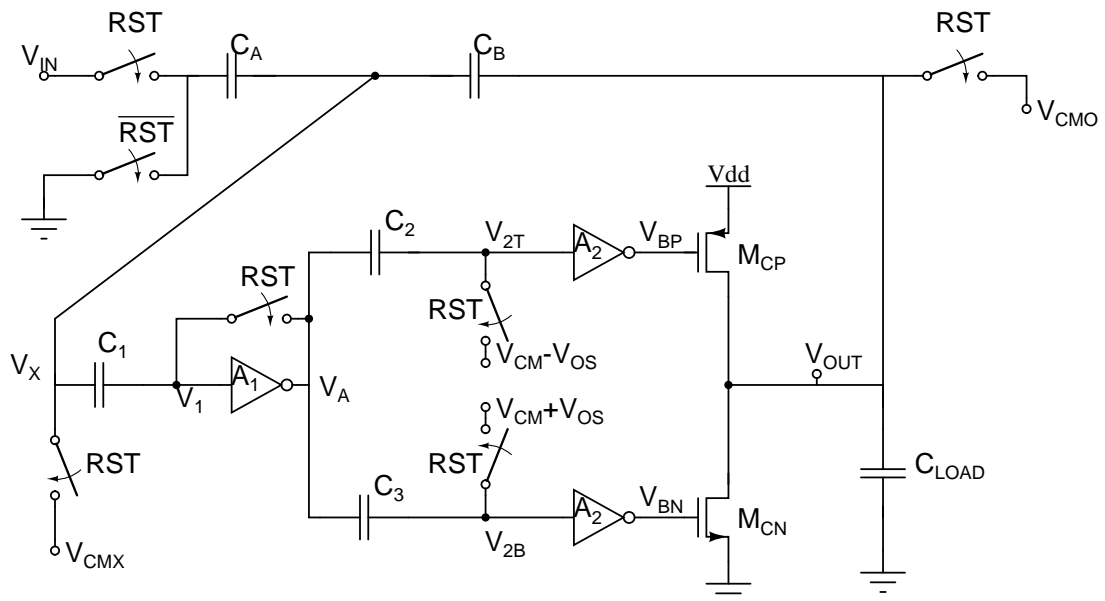 RST
RST
V_IN
C_A
C_B
V_CMO
RST
Vdd
C_2
V_2T
A_2
V_BP
M_CP
RST
RST
V_CM-V_OS
V_OUT
V_X
C_1
V_1
A_1
V_A
V_CM+V_OS
RST
RST
C_3
V_2B
A_2
V_BN
M_CN
C_LOAD
V_CMX